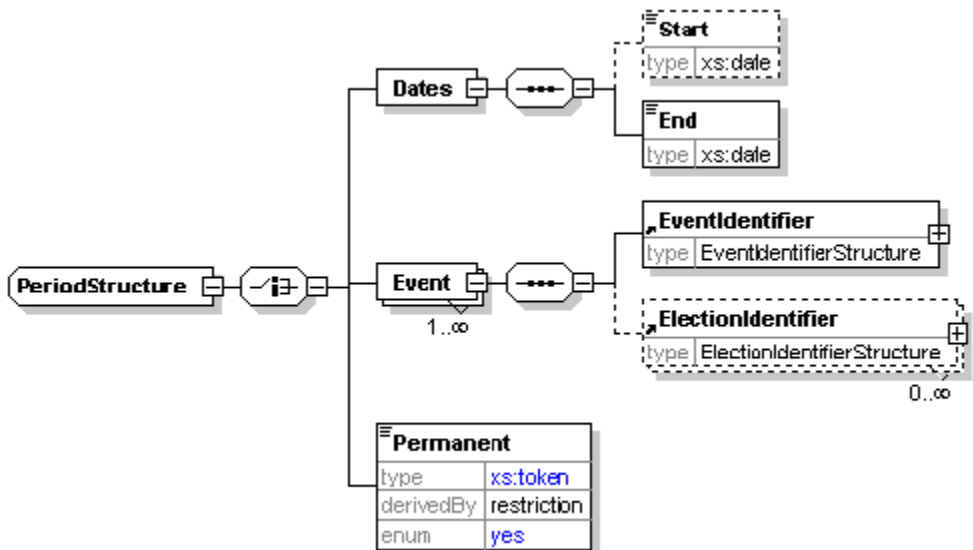 Start
type xs:date
Dates
End
type xs:date
EventIdentifier
type EventIdentifierStructure
PeriodStructure
Event
1..∞
ElectionIdentifier
type ElectionIdentifierStructure
0..∞
Permanent
type xs:token
derivedBy restriction
enum yes